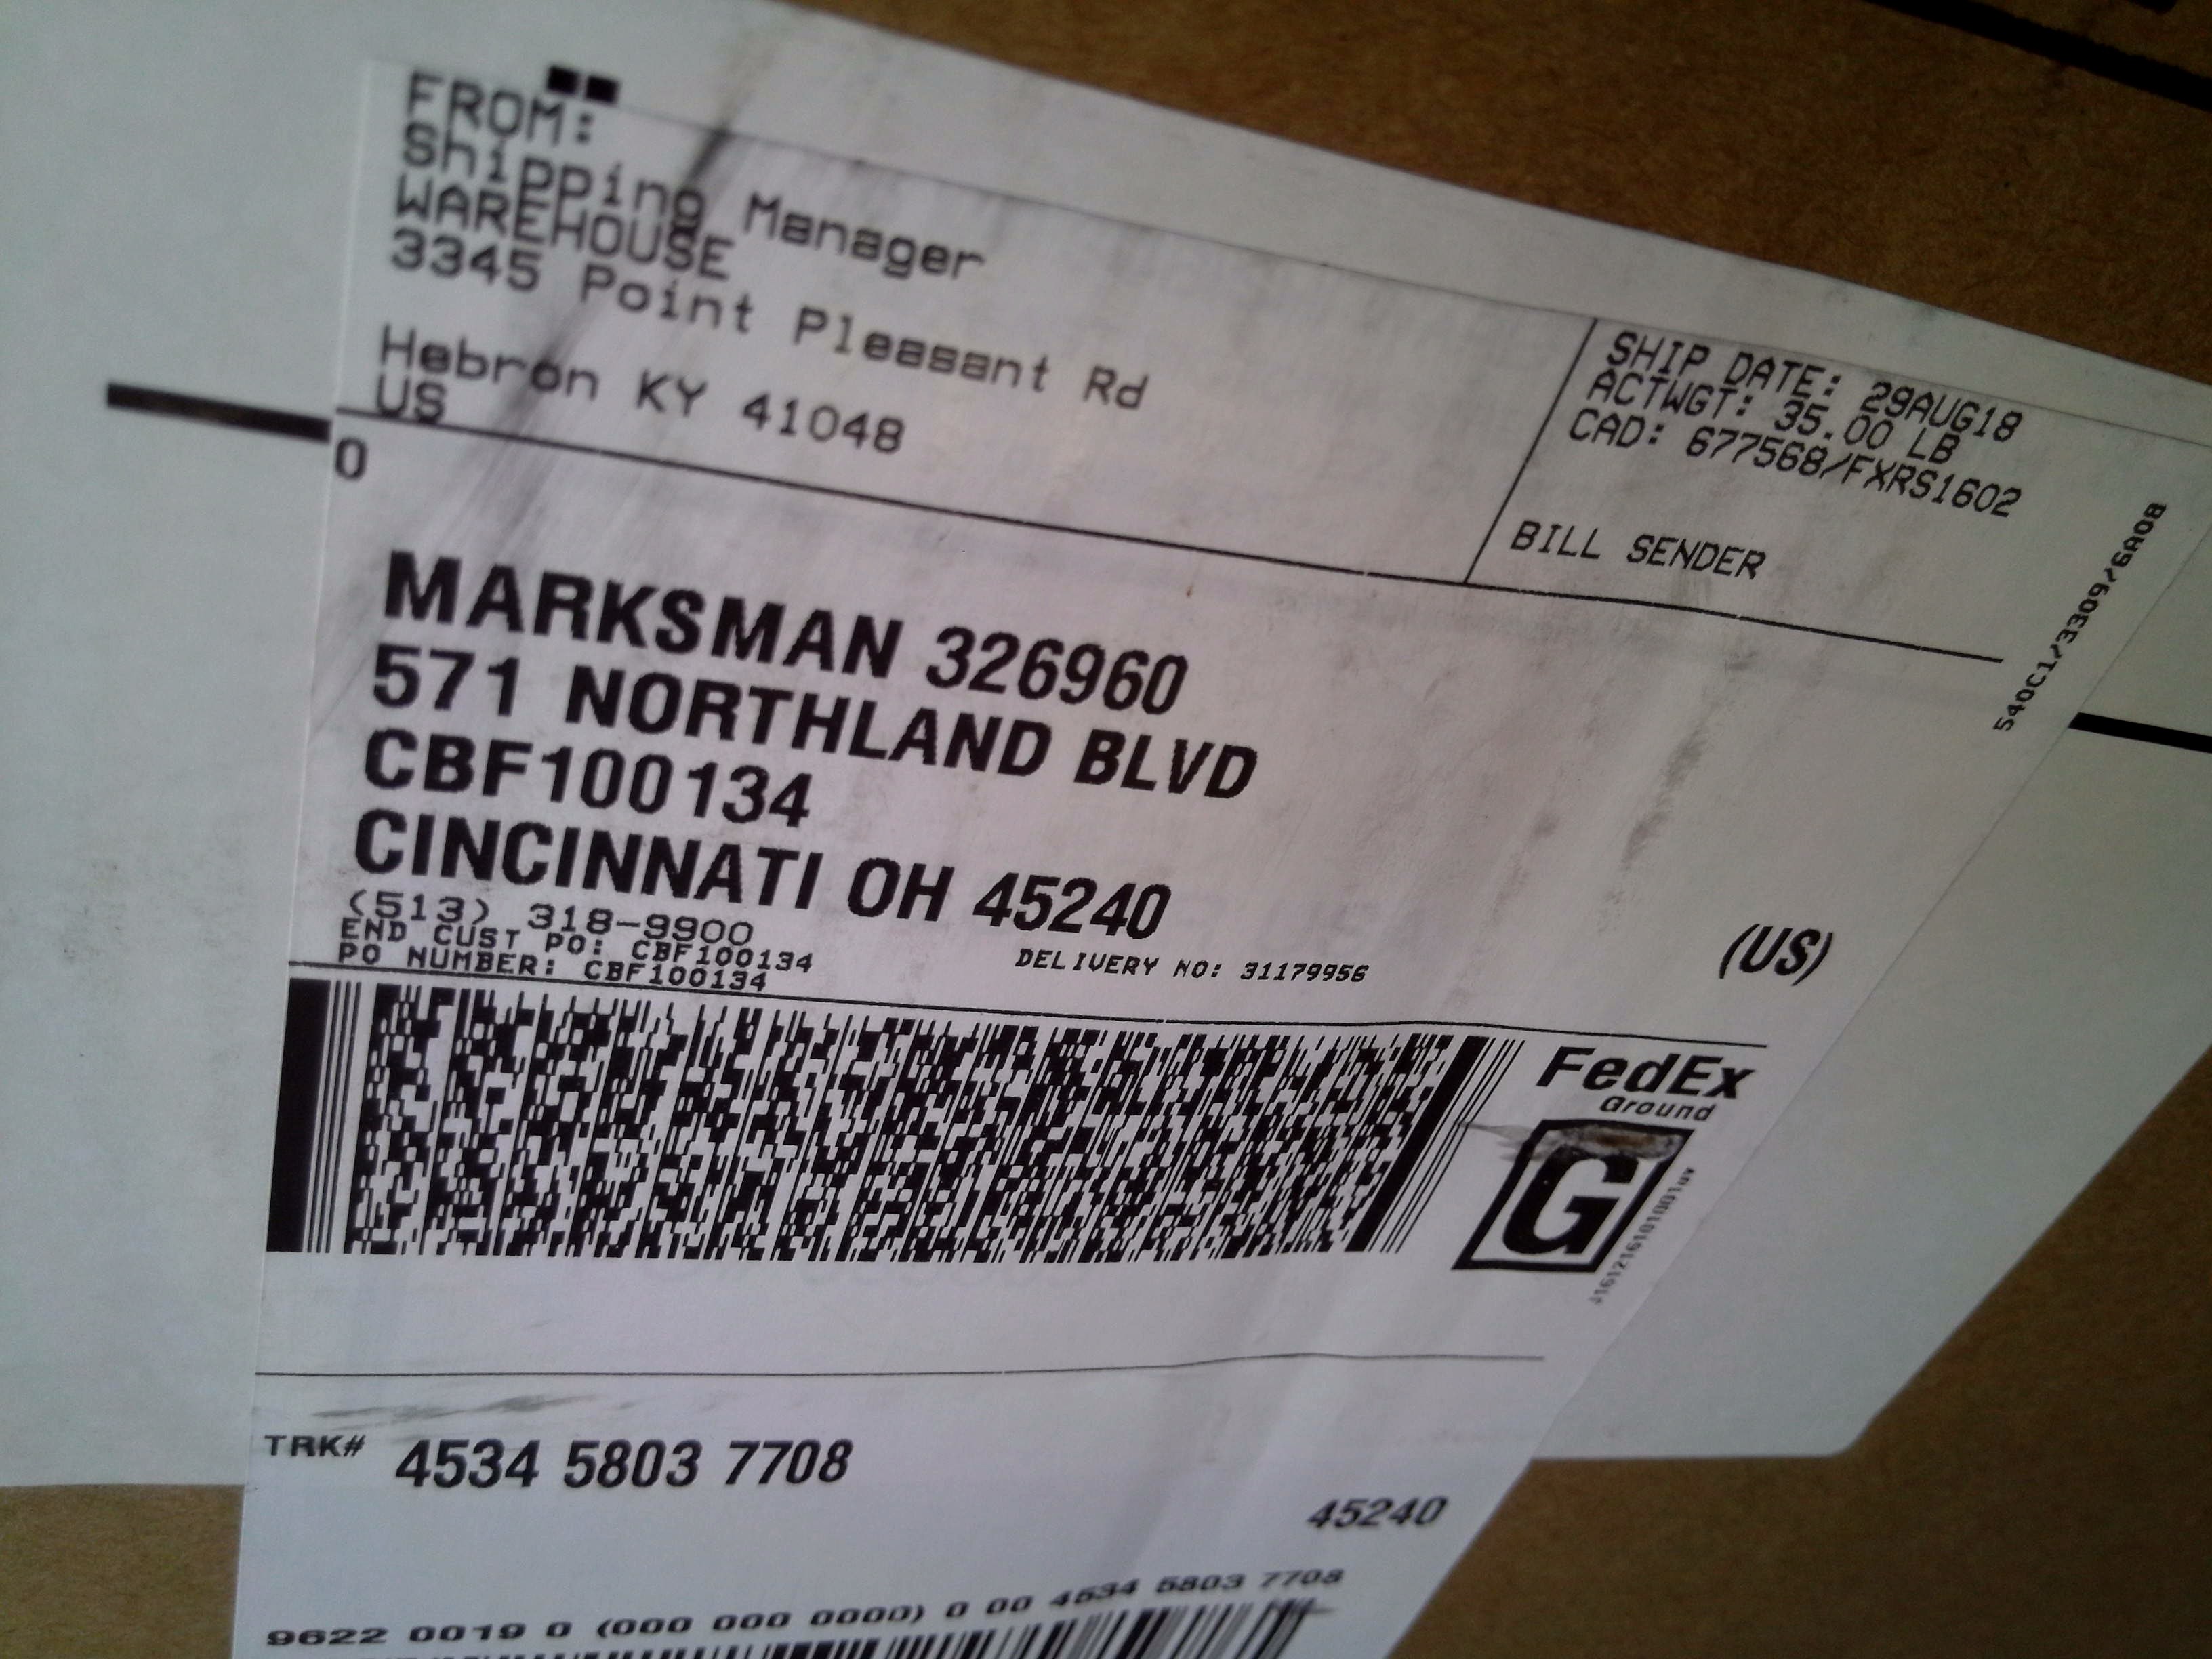 FROM:
Shipping Manager
WAREHOUSE
3345 Point Pleasant Rd
Hebron KY 41048
US
0
SHIP DATE: 29AUG18
ACTWGT: 35.00 LB
CAD: 677568/FXRS1602
BILL SENDER
540C1/3309/6A08
MARKSMAN 326960
571 NORTHLAND BLVD
CBF100134
CINCINNATI OH 45240
(513) 318-9900
END CUST PO: CBF100134
PO NUMBER: CBF100134
DELIVERY NO: 31179956
(US)
FedEx
Ground
G
TRK# 4534 5803 7708
45240
9622 0019 0 (000 000 0000) 0 00 4534 5803 7708